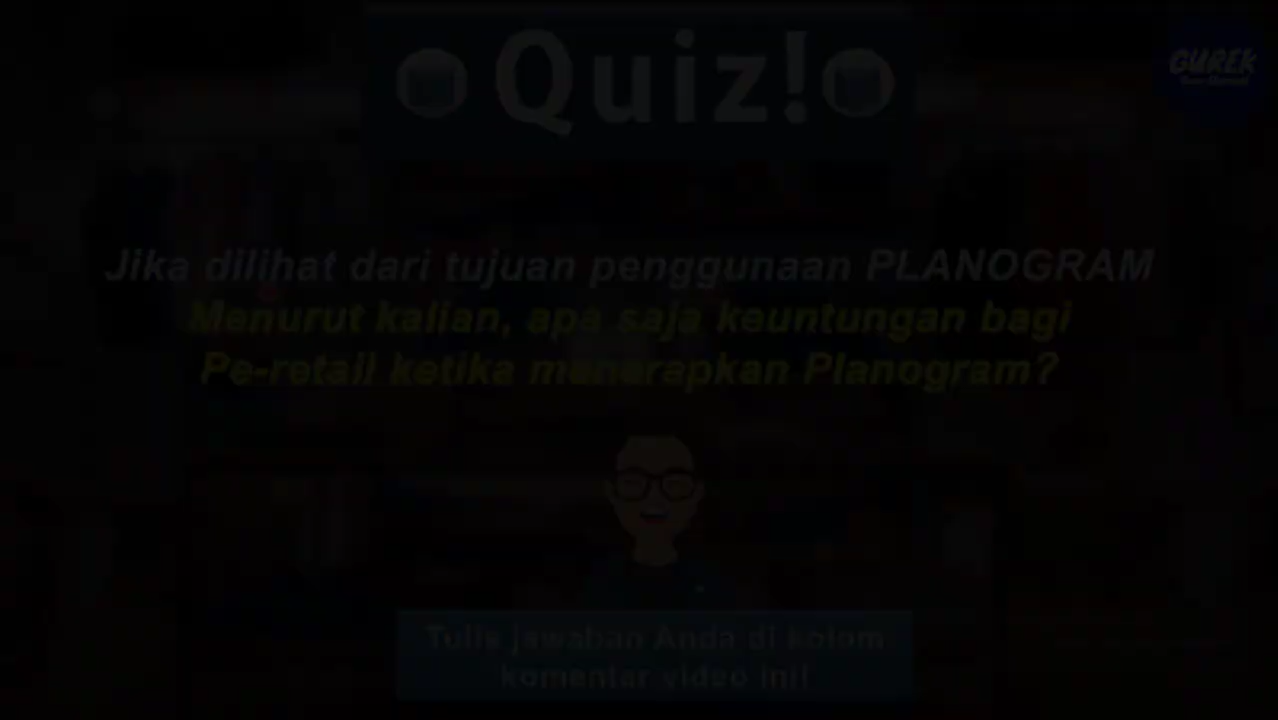 Quiz!
GUREK
Jika dilihat dari tujuan penggunaan PLANOGRAM
Menurut kalian, apa saja keuntungan bagi
Pe-retail ketika menerapkan Planogram?
Tulis jawaban Anda di kolom
komentar video ini!